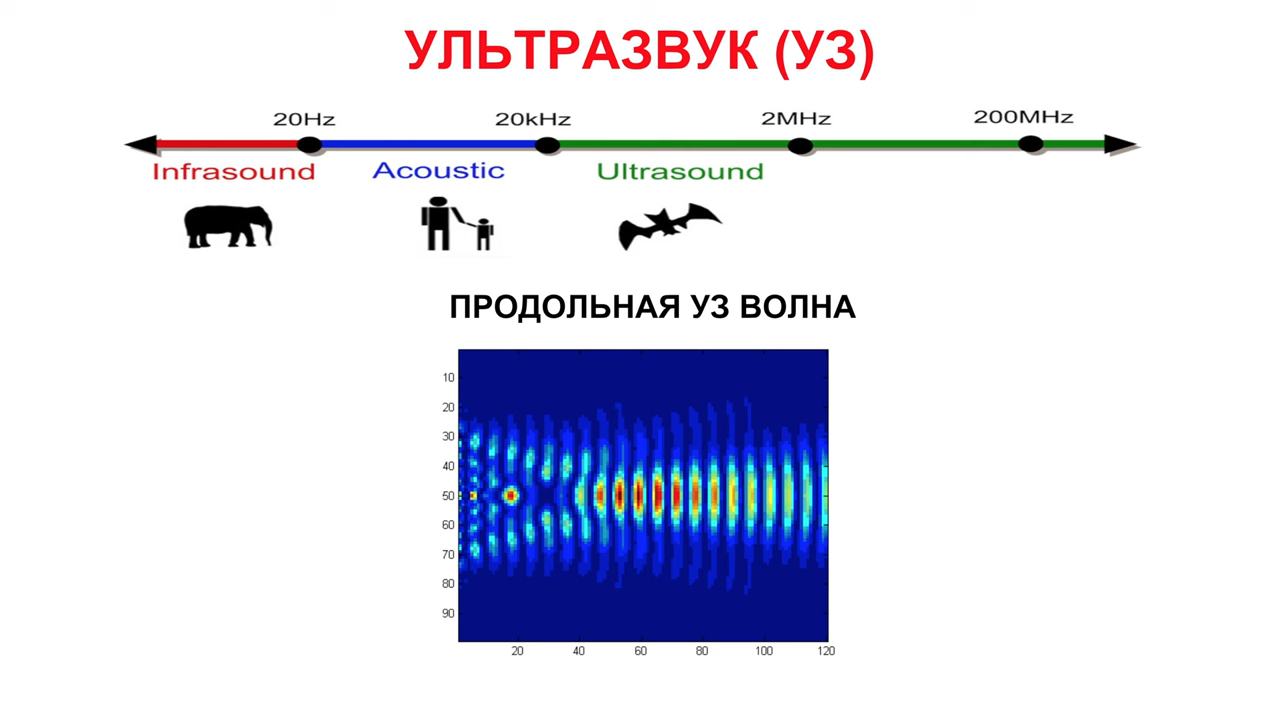 УЛЬТРАЗВУК (УЗ)
20Hz 20kHz 2MHz 200MHz
Infrasound Acoustic Ultrasound
ПРОДОЛЬНАЯ УЗ ВОЛНА
10
20
30
40
50
60
70
80
90
20 40 60 80 100 120